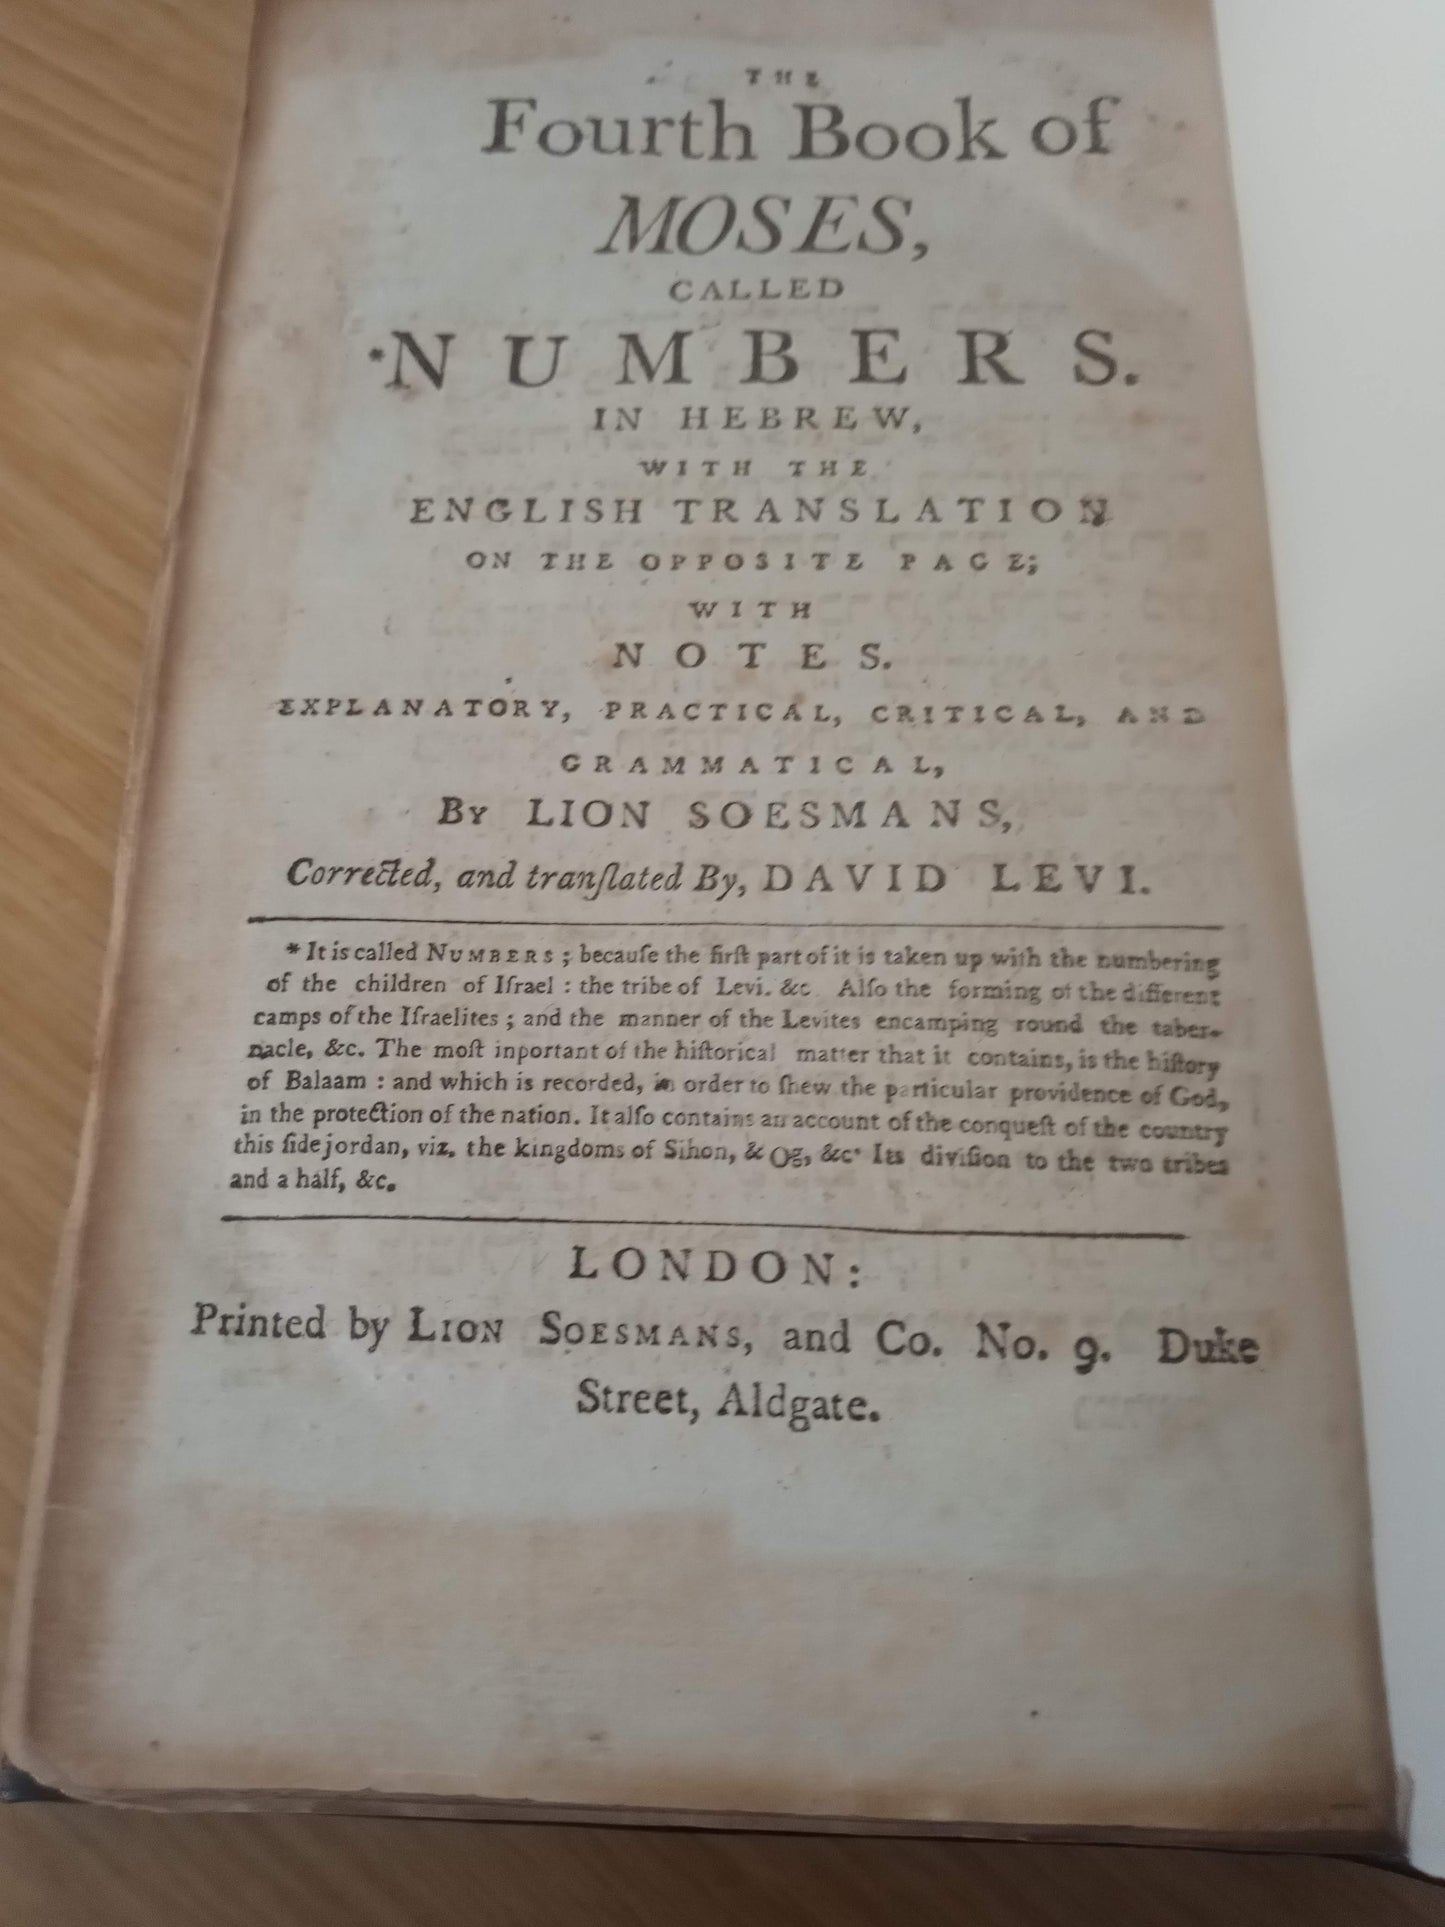 THE
Fourth Book of
MOSES,
CALLED
*NUMBERS.
IN HEBREW,
WITH THE
ENGLISH TRANSLATION
ON THE OPPOSITE PAGE;
WITH
NOTES.
EXPLANATORY, PRACTICAL, CRITICAL, AND
GRAMMATICAL,
By LION SOESMANS,
Corrected, and tranſlated By, DAVID LEVI.
* It is called NUMBERS; becauſe the firſt part of it is taken up with the numbering
of the children of Iſrael : the tribe of Levi. &c Alſo the forming of the different
camps of the Iſraelites; and the manner of the Levites encamping round the taber-
nacle, &c. The moſt inportant of the hiſtorical matter that it contains, is the hiſtory
of Balaam : and which is recorded, in order to ſhew the particular providence of God,
in the protection of the nation. It alſo contains an account of the conqueſt of the country
this ſide jordan, viz. the kingdoms of Sihon, & Og, &c. Its diviſion to the two tribes
and a half, &c.
LONDON:
Printed by LION SOESMANS, and Co. No. 9. Duke
Street, Aldgate.